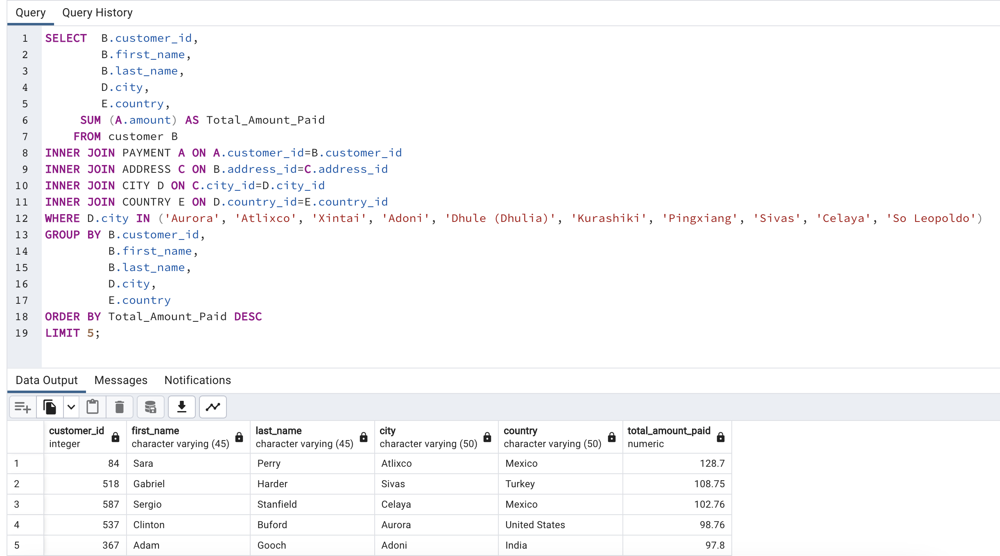 Query Query History
1 SELECT B.customer_id,
2 B.first_name,
3 B.last_name,
4 D.city,
5 E.country,
6 SUM (A.amount) AS Total_Amount_Paid
7 FROM customer B
8 INNER JOIN PAYMENT A ON A.customer_id=B.customer_id
9 INNER JOIN ADDRESS C ON B.address_id=C.address_id
10 INNER JOIN CITY D ON C.city_id=D.city_id
11 INNER JOIN COUNTRY E ON D.country_id=E.country_id
12 WHERE D.city IN ('Aurora', 'Atlixco', 'Xintai', 'Adoni', 'Dhule (Dhulia)', 'Kurashiki', 'Pingxiang', 'Sivas', 'Celaya', 'So Leopoldo')
13 GROUP BY B.customer_id,
14 B.first_name,
15 B.last_name,
16 D.city,
17 E.country
18 ORDER BY Total_Amount_Paid DESC
19 LIMIT 5;
Data Output Messages Notifications
customer_id first_name last_name city country total_amount_paid
integer character varying (45) character varying (45) character varying (50) character varying (50) numeric
1 84 Sara Perry Atlixco Mexico 128.7
2 518 Gabriel Harder Sivas Turkey 108.75
3 587 Sergio Stanfield Celaya Mexico 102.76
4 537 Clinton Buford Aurora United States 98.76
5 367 Adam Gooch Adoni India 97.8